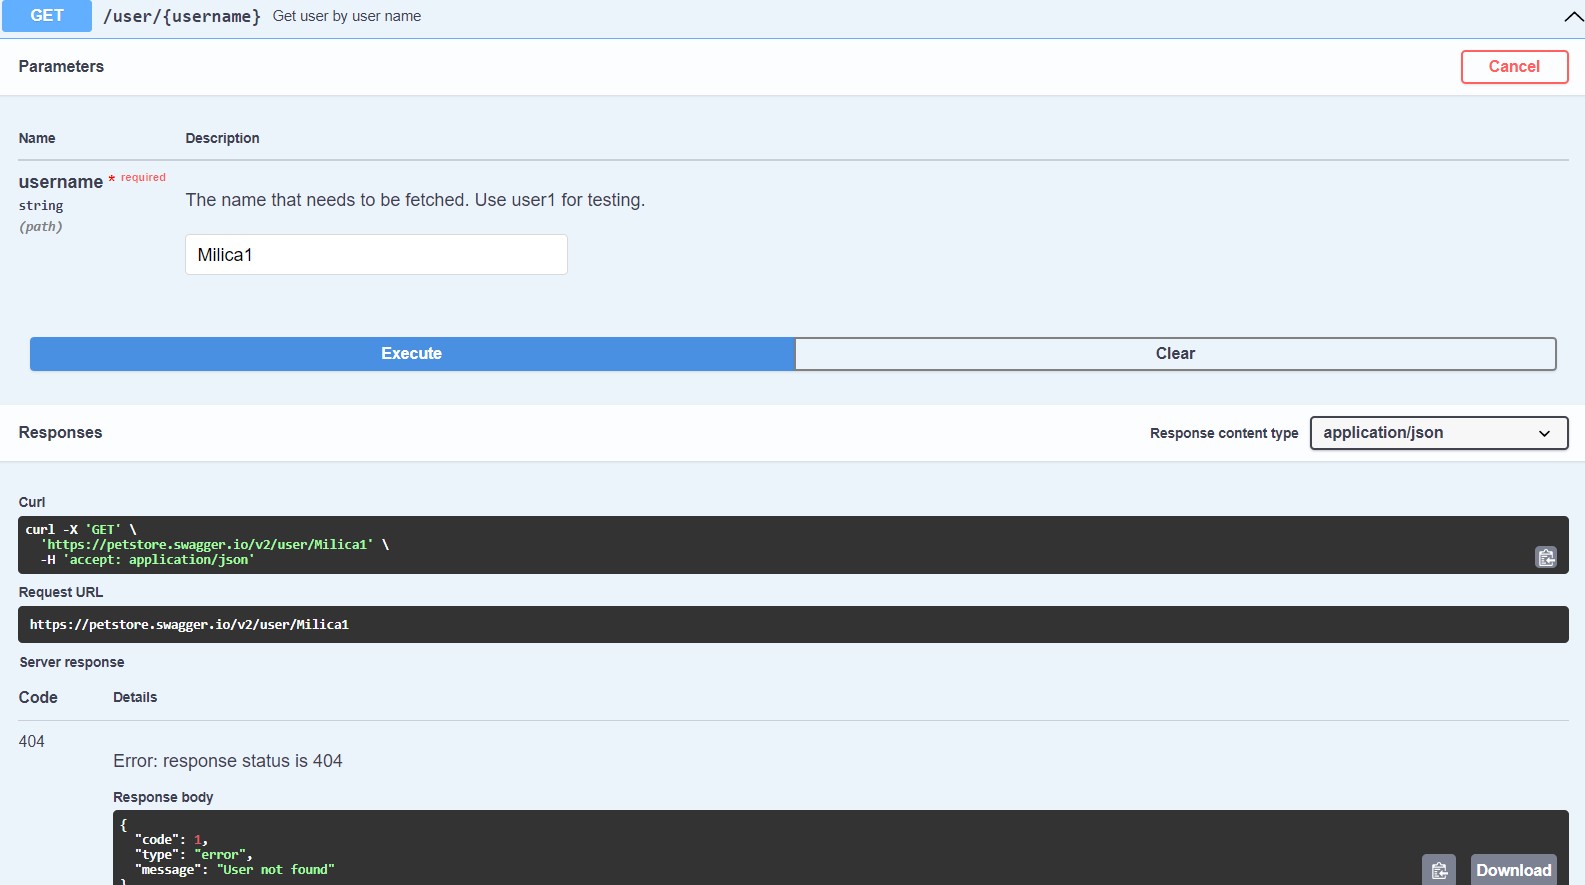 GET /user/{username} Get user by user name
Parameters
Cancel
Name Description
username * required
string
(path)
The name that needs to be fetched. Use user1 for testing.
Milica1
Execute Clear
Responses
Response content type application/json
Curl
curl -X 'GET' \
'https://petstore.swagger.io/v2/user/Milica1' \
-H 'accept: application/json'
Request URL
https://petstore.swagger.io/v2/user/Milica1
Server response
Code Details
404
Error: response status is 404
Response body
{
"code": 1,
"type": "error",
"message": "User not found"
}
Download